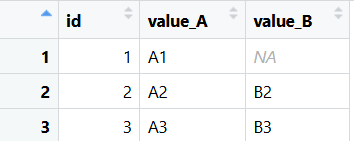 id value_A value_B
1 1 A1 NA
2 2 A2 B2
3 3 A3 B3